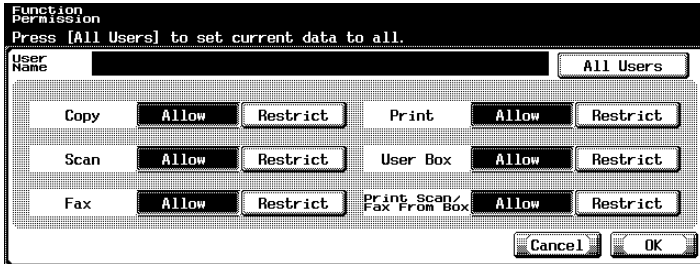 Function
Permission
Press [All Users] to set current data to all.
User
Name
All Users
Copy Allow Restrict Print Allow Restrict
Scan Allow Restrict User Box Allow Restrict
Fax Allow Restrict Print Scan/
Fax From Box Allow Restrict
Cancel OK